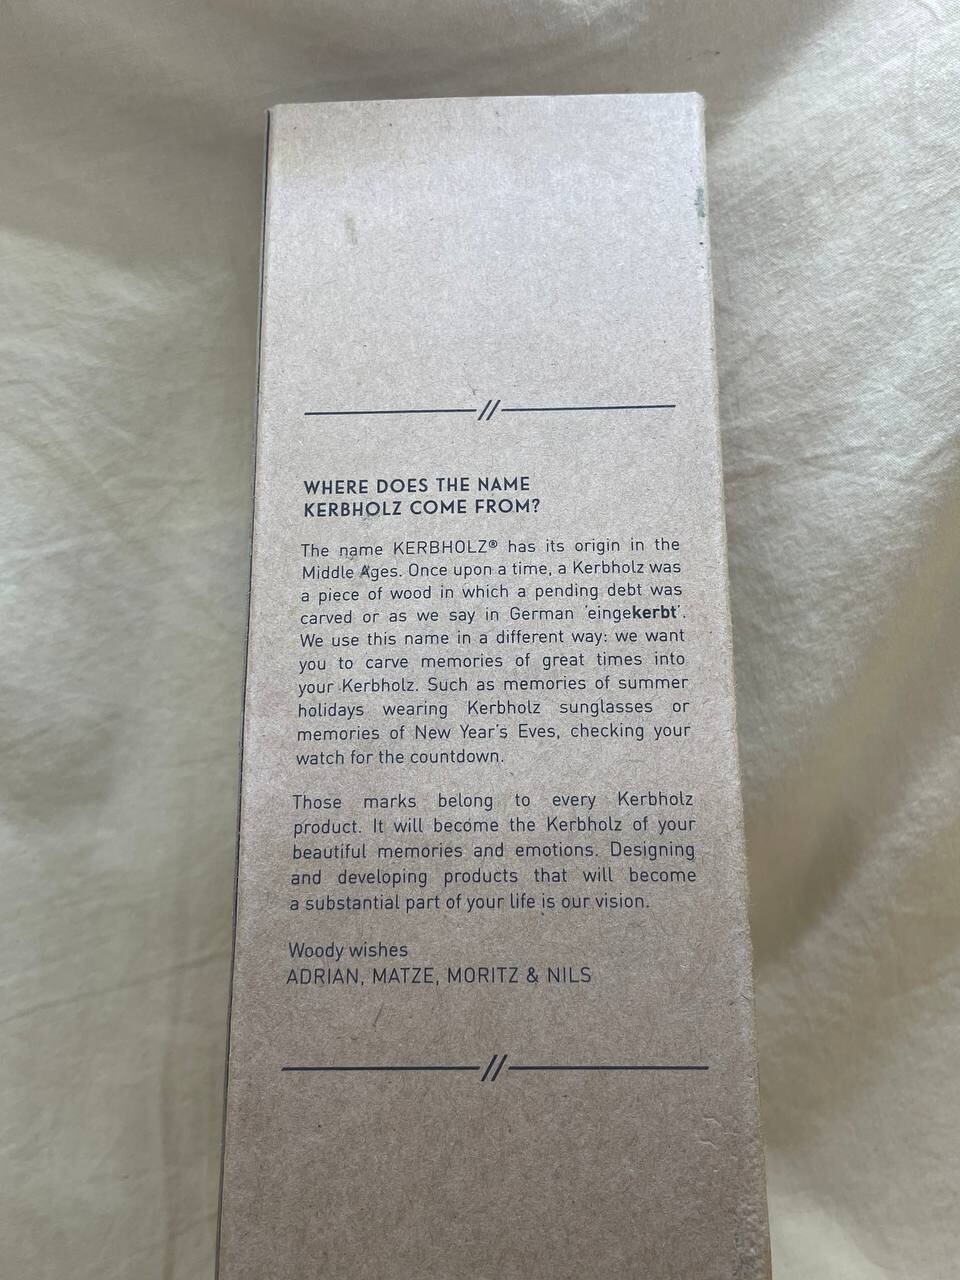 WHERE DOES THE NAME
KERBHOLZ COME FROM?
The name KERBHOLZ® has its origin in the
Middle Ages. Once upon a time, a Kerbholz was
a piece of wood in which a pending debt was
carved or as we say in German 'eingekerbt'.
We use this name in a different way: we want
you to carve memories of great times into
your Kerbholz. Such as memories of summer
holidays wearing Kerbholz sunglasses or
memories of New Year's Eves, checking your
watch for the countdown.
Those marks belong to every Kerbholz
product. It will become the Kerbholz of your
beautiful memories and emotions. Designing
and developing products that will become
a substantial part of your life is our vision.
Woody wishes
ADRIAN, MATZE, MORITZ & NILS